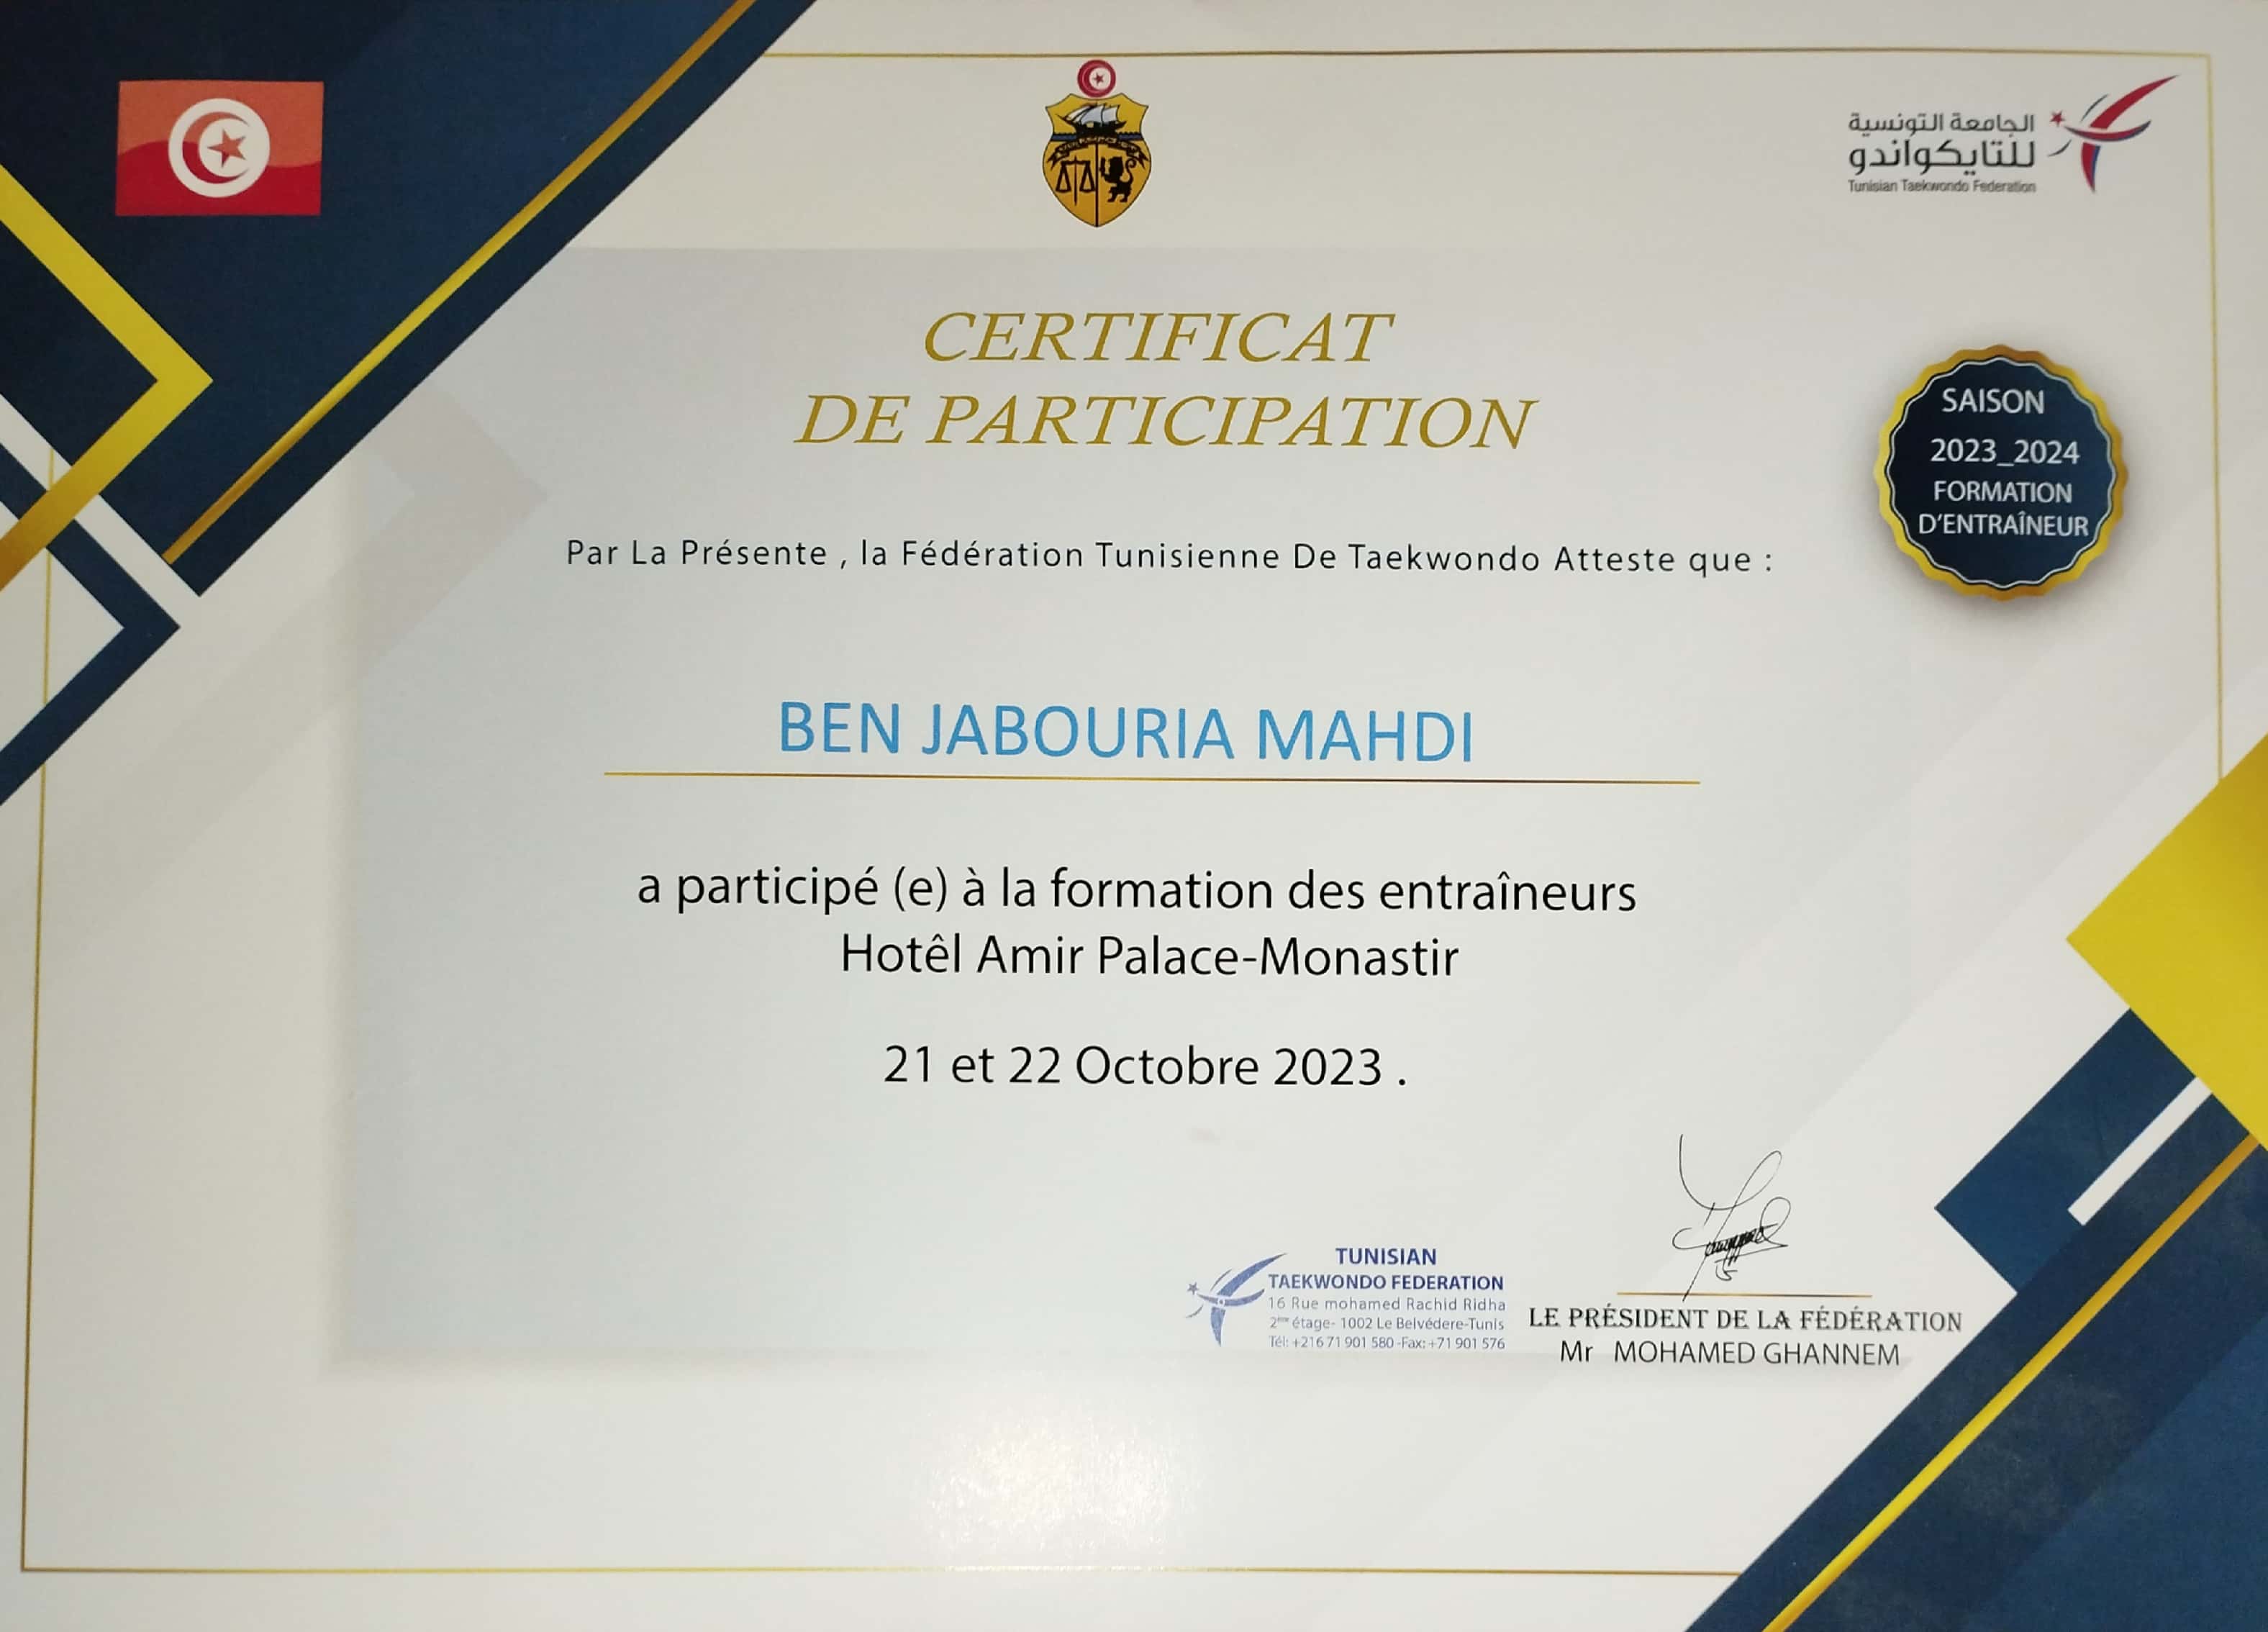 الجامعة التونسية
للتايكواندو
Tunisian Taekwondo Federation
CERTIFICAT
DE PARTICIPATION
SAISON
2023_2024
FORMATION
D'ENTRAÎNEUR
Par La Présente , la Fédération Tunisienne De Taekwondo Atteste que :
BEN JABOURIA MAHDI
a participé (e) à la formation des entraîneurs
Hotêl Amir Palace-Monastir
21 et 22 Octobre 2023 .
TUNISIAN
TAEKWONDO FEDERATION
16 Rue mohamed Rachid Ridha
2ème étage- 1002 Le Belvédere-Tunis
Tél: +216 71 901 580 -Fax: +71 901 576
LE PRÉSIDENT DE LA FÉDÉRATION
Mr MOHAMED GHANNEM